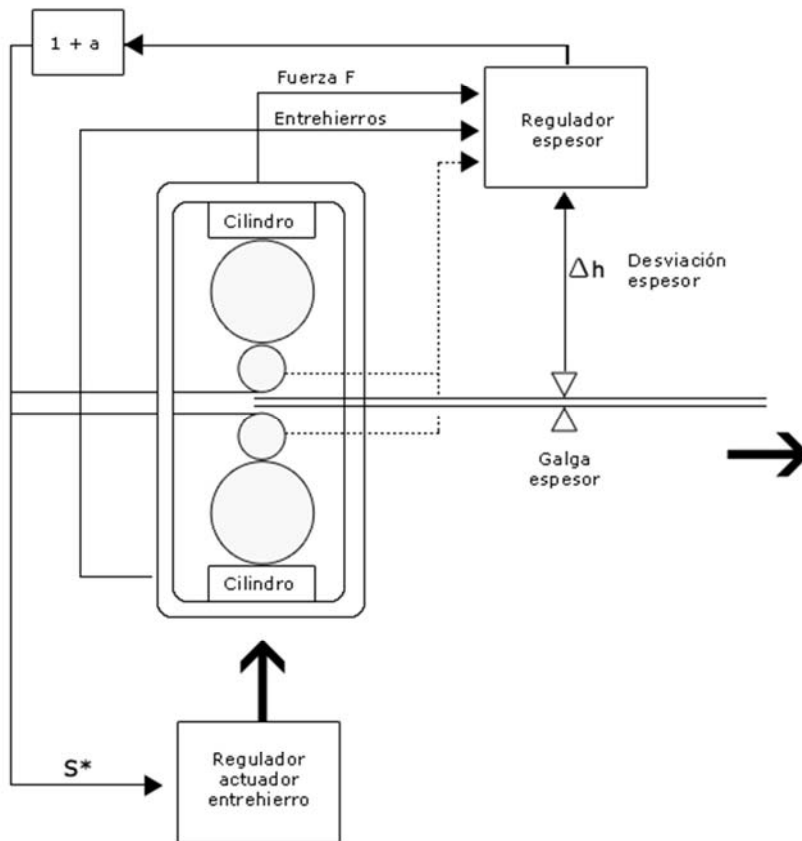 1 + a
Fuerza F
Entrehierros
Regulador
espesor
Cilindro
Δh
Desviación
espesor
Galga
espesor
Cilindro
S*
Regulador
actuador
entrehierro